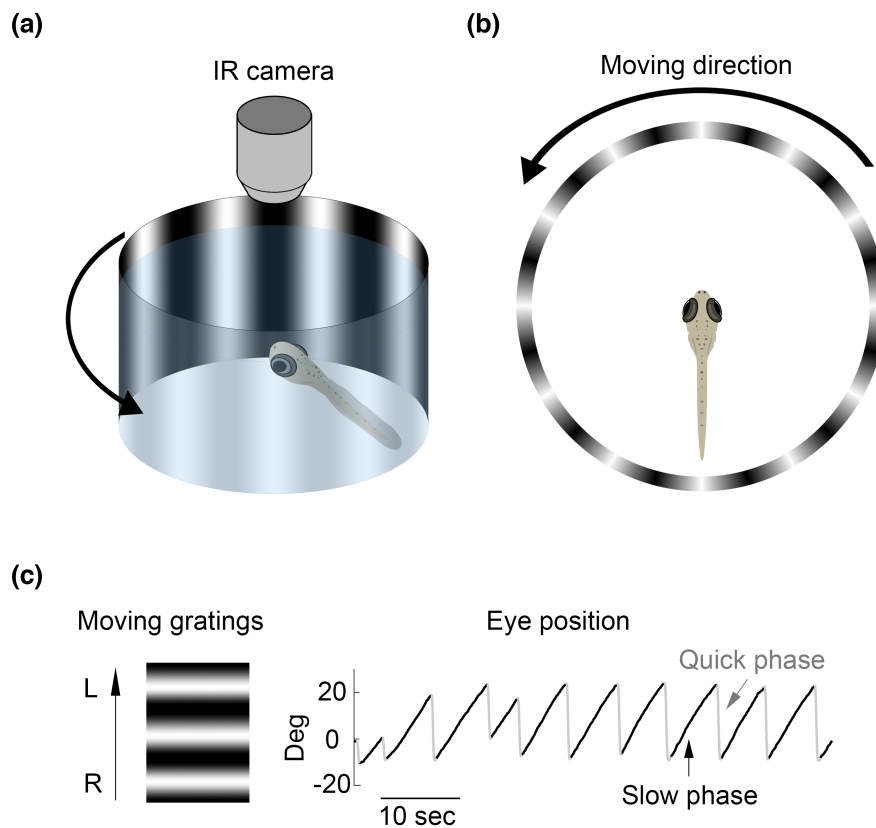 (a)
IR camera
(b)
Moving direction
(c)
Moving gratings
L
R
Eye position
Quick phase
Deg
20
0
-20
Slow phase
10 sec